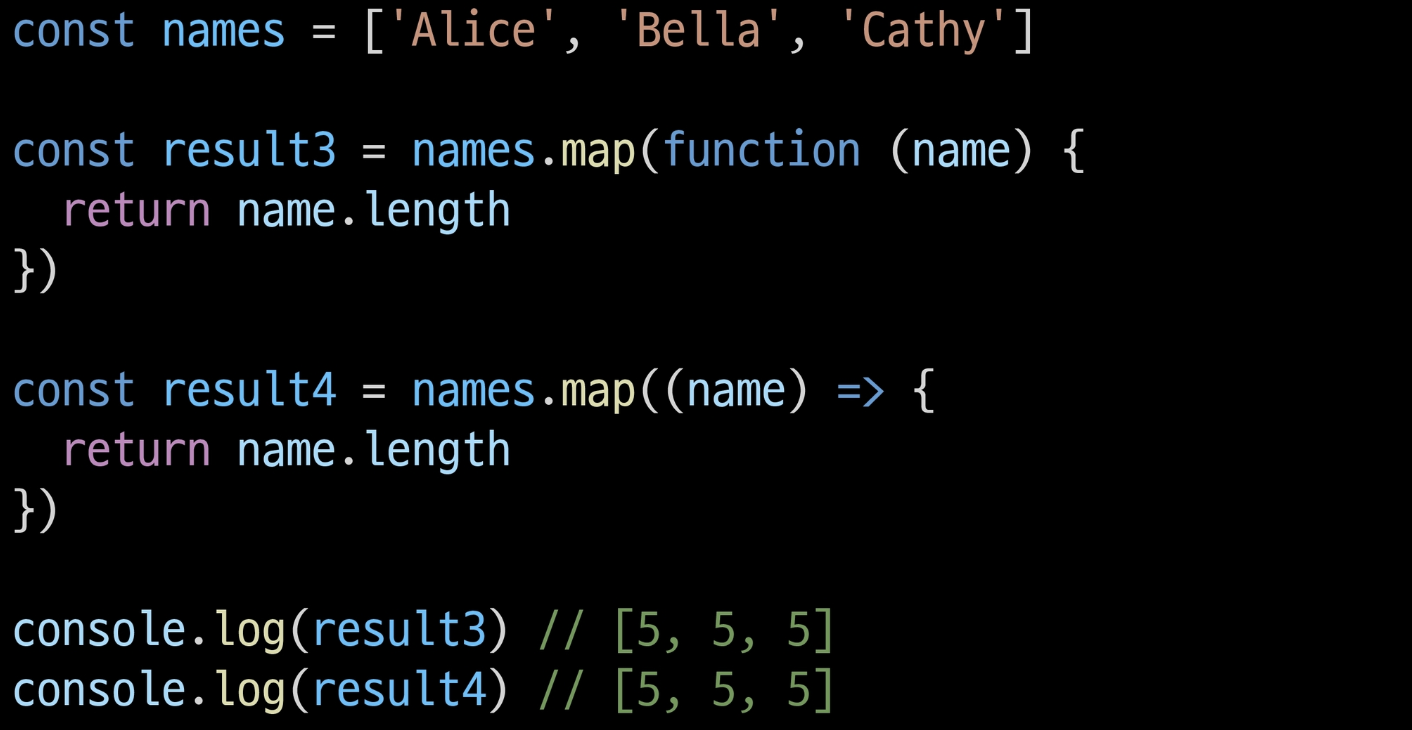 const names = ['Alice', 'Bella', 'Cathy']
const result3 = names.map(function (name) {
  return name.length
})
const result4 = names.map((name) => {
  return name.length
})
console.log(result3) // [5, 5, 5]
console.log(result4) // [5, 5, 5]